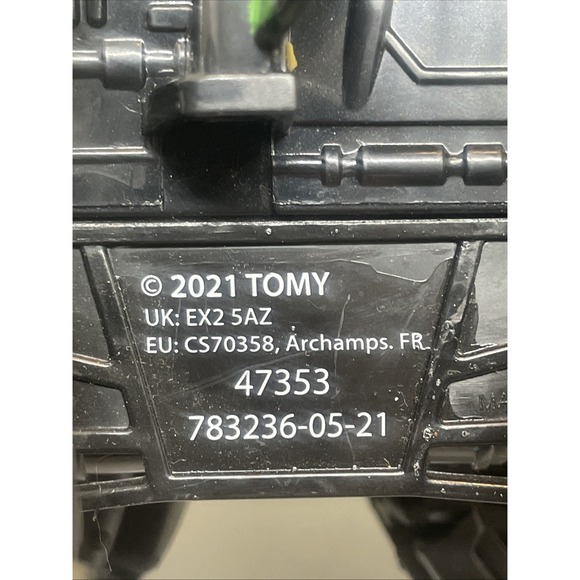 © 2021 TOMY
UK: EX2 5AZ
EU: CS70358, Archamps. FR
47353
783236-05-21